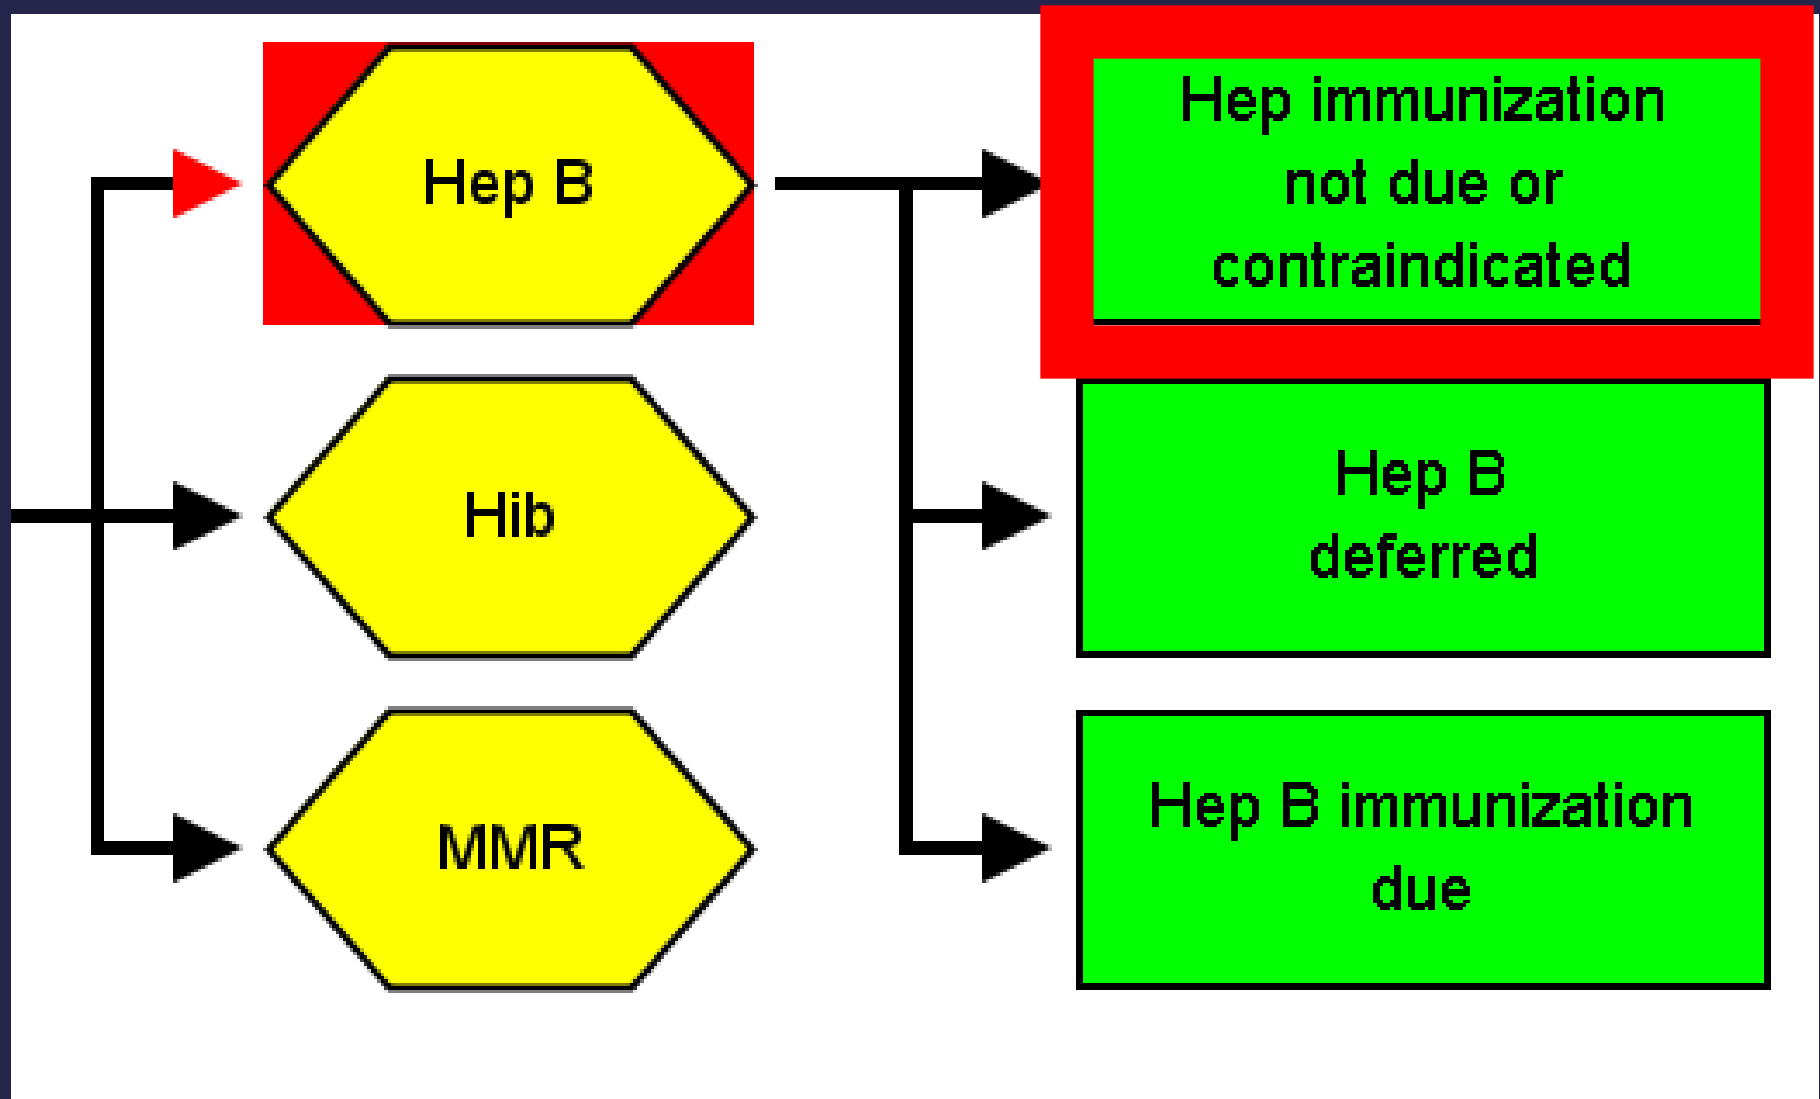 Hep B
Hib
MMR
Hep immunization
not due or
contraindicated
Hep B
deferred
Hep B immunization
due